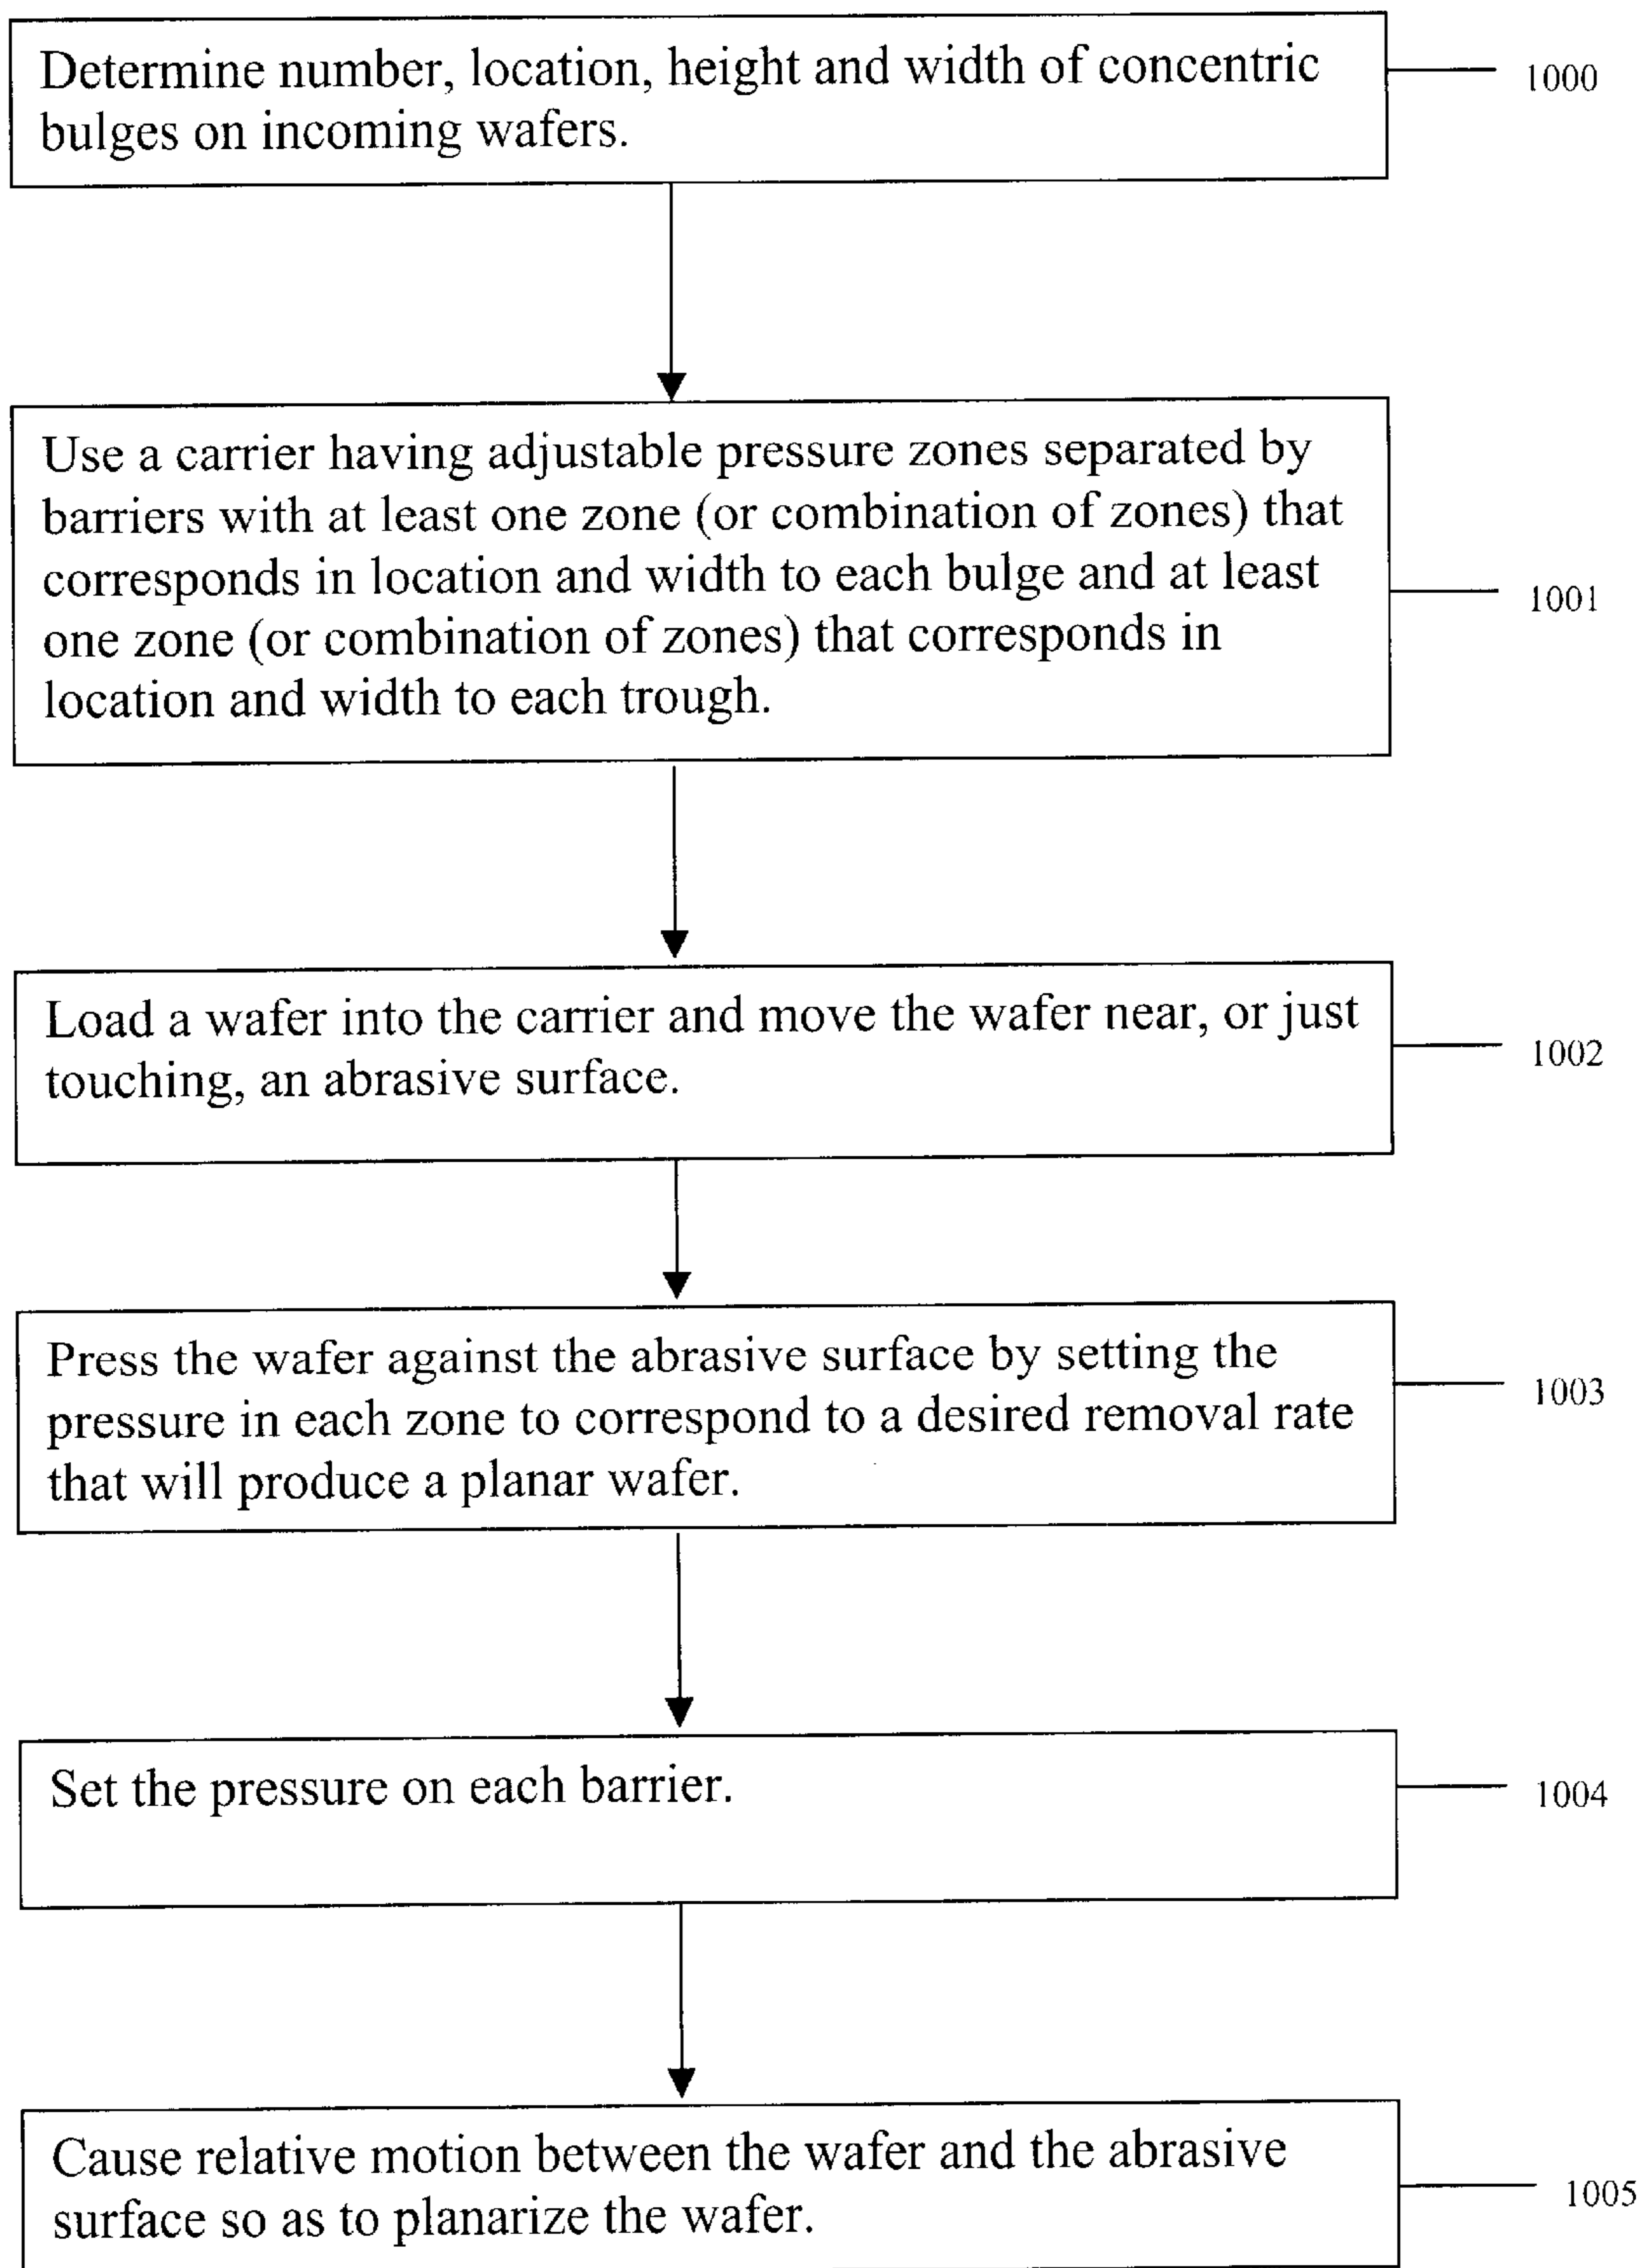 Determine number, location, height and width of concentric
bulges on incoming wafers.
1000
Use a carrier having adjustable pressure zones separated by
barriers with at least one zone (or combination of zones) that
corresponds in location and width to each bulge and at least
one zone (or combination of zones) that corresponds in
location and width to each trough.
1001
Load a wafer into the carrier and move the wafer near, or just
touching, an abrasive surface.
1002
Press the wafer against the abrasive surface by setting the
pressure in each zone to correspond to a desired removal rate
that will produce a planar wafer.
1003
Set the pressure on each barrier.
1004
Cause relative motion between the wafer and the abrasive
surface so as to planarize the wafer.
1005